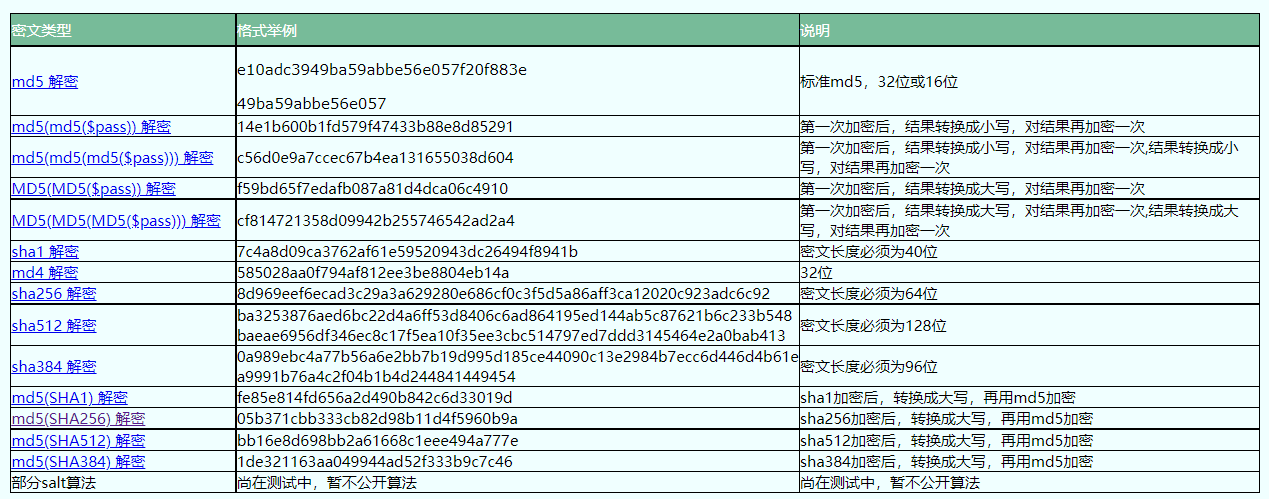 密文类型 格式举例 说明
md5 解密 e10adc3949ba59abbe56e057f20f883e 标准md5，32位或16位
49ba59abbe56e057
md5(md5($pass)) 解密 14e1b600b1fd579f47433b88e8d85291 第一次加密后，结果转换成小写，对结果再加密一次
md5(md5(md5($pass))) 解密 c56d0e9a7ccec67b4ea131655038d604 第一次加密后，结果转换成小写，对结果再加密一次,结果转换成小
写，对结果再加密一次
MD5(MD5($pass)) 解密 f59bd65f7edafb087a81d4dca06c4910 第一次加密后，结果转换成大写，对结果再加密一次
MD5(MD5(MD5($pass))) 解密 cf814721358d09942b255746542ad2a4 第一次加密后，结果转换成大写，对结果再加密一次,结果转换成大
写，对结果再加密一次
sha1 解密 7c4a8d09ca3762af61e59520943dc26494f8941b 密文长度必须为40位
md4 解密 585028aa0f794af812ee3be8804eb14a 32位
sha256 解密 8d969eef6ecad3c29a3a629280e686cf0c3f5d5a86aff3ca12020c923adc6c92 密文长度必须为64位
sha512 解密 ba3253876aed6bc22d4a6ff53d8406c6ad864195ed144ab5c87621b6c233b548 密文长度必须为128位
baeae6956df346ec8c17f5ea10f35ee3cbc514797ed7ddd3145464e2a0bab413
sha384 解密 0a989ebc4a77b56a6e2bb7b19d995d185ce44090c13e2984b7ecc6d446d4b61e 密文长度必须为96位
a9991b76a4c2f04b1b4d244841449454
md5(SHA1) 解密 fe85e814fd656a2d490b842c6d33019d sha1加密后，转换成大写，再用md5加密
md5(SHA256) 解密 05b371cbb333cb82d98b11d4f5960b9a sha256加密后，转换成大写，再用md5加密
md5(SHA512) 解密 bb16e8d698bb2a61668c1eee494a777e sha512加密后，转换成大写，再用md5加密
md5(SHA384) 解密 1de321163aa049944ad52f333b9c7c46 sha384加密后，转换成大写，再用md5加密
部分salt算法 尚在测试中，暂不公开算法 尚在测试中，暂不公开算法